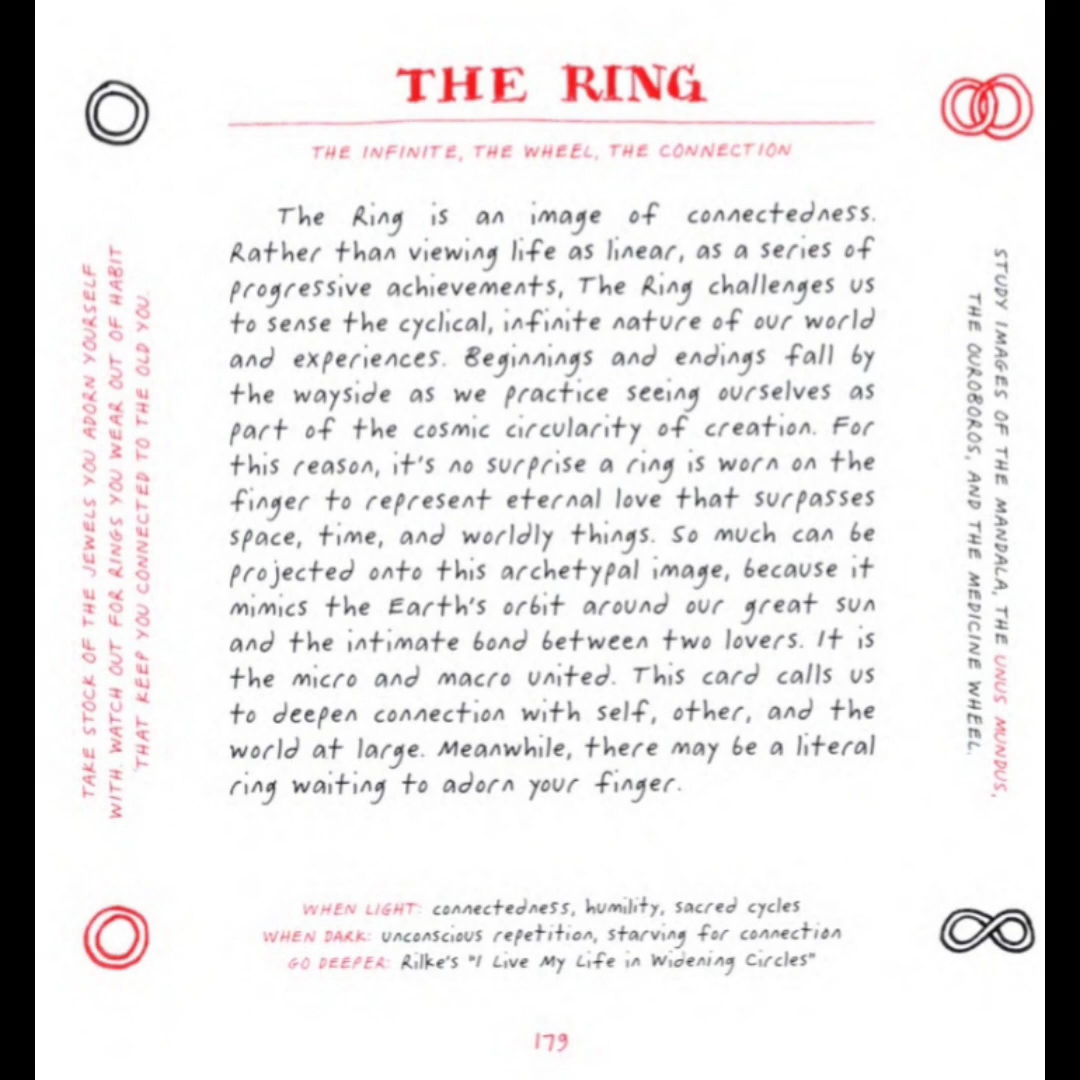 THE RING
THE INFINITE, THE WHEEL, THE CONNECTION
The Ring is an image of connectedness.
Rather than viewing life as linear, as a series of
progressive achievements, The Ring challenges us
to sense the cyclical, infinite nature of our world
and experiences. Beginnings and endings fall by
the wayside as we practice seeing ourselves as
part of the cosmic circularity of creation. For
this reason, it's no surprise a ring is worn on the
finger to represent eternal love that surpasses
space, time, and worldly things. So much can be
projected onto this archetypal image, because it
mimics the Earth's orbit around our great sun
and the intimate bond between two lovers. It is
the micro and macro united. This card calls us
to deepen connection with self, other, and the
world at large. Meanwhile, there may be a literal
ring waiting to adorn your finger.
TAKE STOCK OF THE JEWELS YOU ADORN YOURSELF
WITH. WATCH OUT FOR RINGS YOU WEAR OUT OF HABIT
THAT KEEP YOU CONNECTED TO THE OLD YOU.
STUDY IMAGES OF THE MANDALA, THE UNUS MUNDUS,
THE OUROBOROS, AND THE MEDICINE WHEEL.
WHEN LIGHT: connectedness, humility, sacred cycles
WHEN DARK: unconscious repetition, starving for connection
GO DEEPER: Rilke's "I Live My Life in Widening Circles"
179